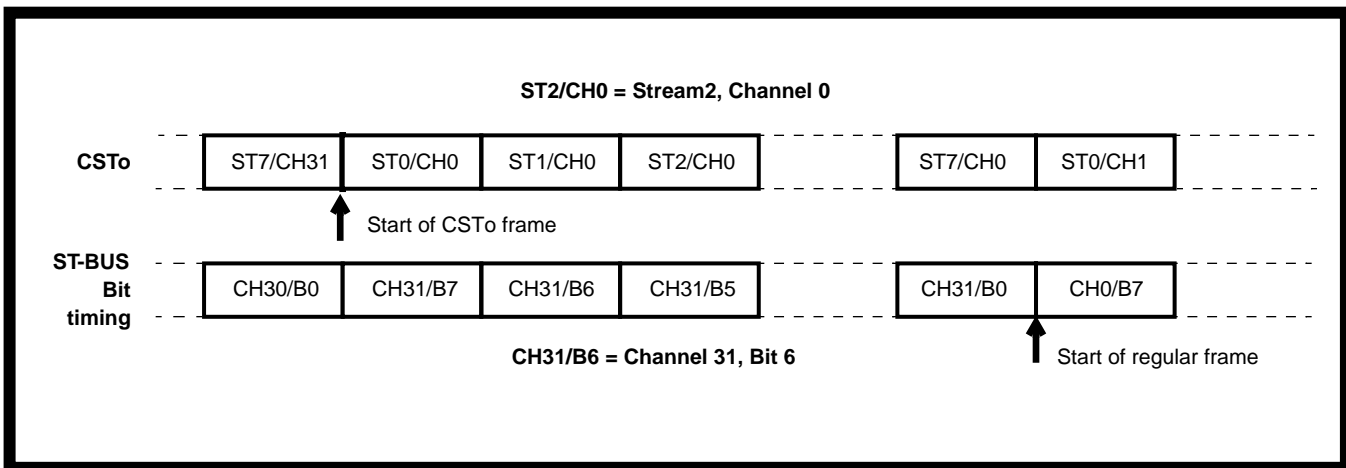 ST2/CH0 = Stream2, Channel 0
CSTo ST7/CH31 ST0/CH0 ST1/CH0 ST2/CH0 ST7/CH0 ST0/CH1
Start of CSTo frame
ST-BUS
Bit
timing
CH30/B0 CH31/B7 CH31/B6 CH31/B5 CH31/B0 CH0/B7
CH31/B6 = Channel 31, Bit 6
Start of regular frame